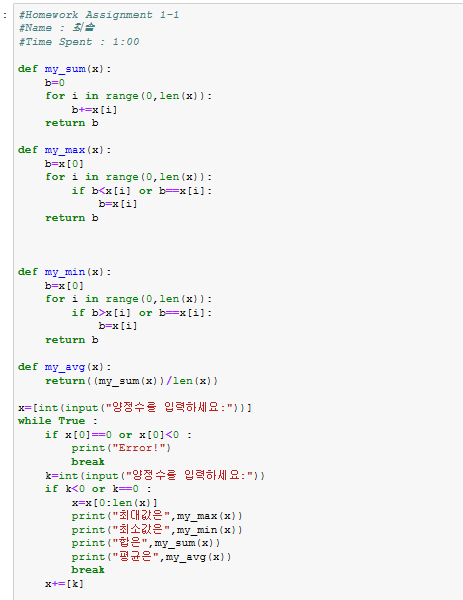 :
#Homework Assignment 1-1
#Name : 최슬
#Time Spent : 1:00
def my_sum(x):
    b=0
    for i in range(0,len(x)):
        b+=x[i]
    return b
def my_max(x):
    b=x[0]
    for i in range(0,len(x)):
        if b<x[i] or b==x[i]:
            b=x[i]
    return b
def my_min(x):
    b=x[0]
    for i in range(0,len(x)):
        if b>x[i] or b==x[i]:
            b=x[i]
    return b
def my_avg(x):
    return((my_sum(x))/len(x))
x=[int(input("양정수를 입력하세요:"))]
while True :
    if x[0]==0 or x[0]<0 :
        print("Error!")
        break
    k=int(input("양정수를 입력하세요:"))
    if k<0 or k==0 :
        x=x[0:len(x)]
        print("최대값은",my_max(x))
        print("최소값은",my_min(x))
        print("합은",my_sum(x))
        print("평균은",my_avg(x))
        break
    x+=[k]